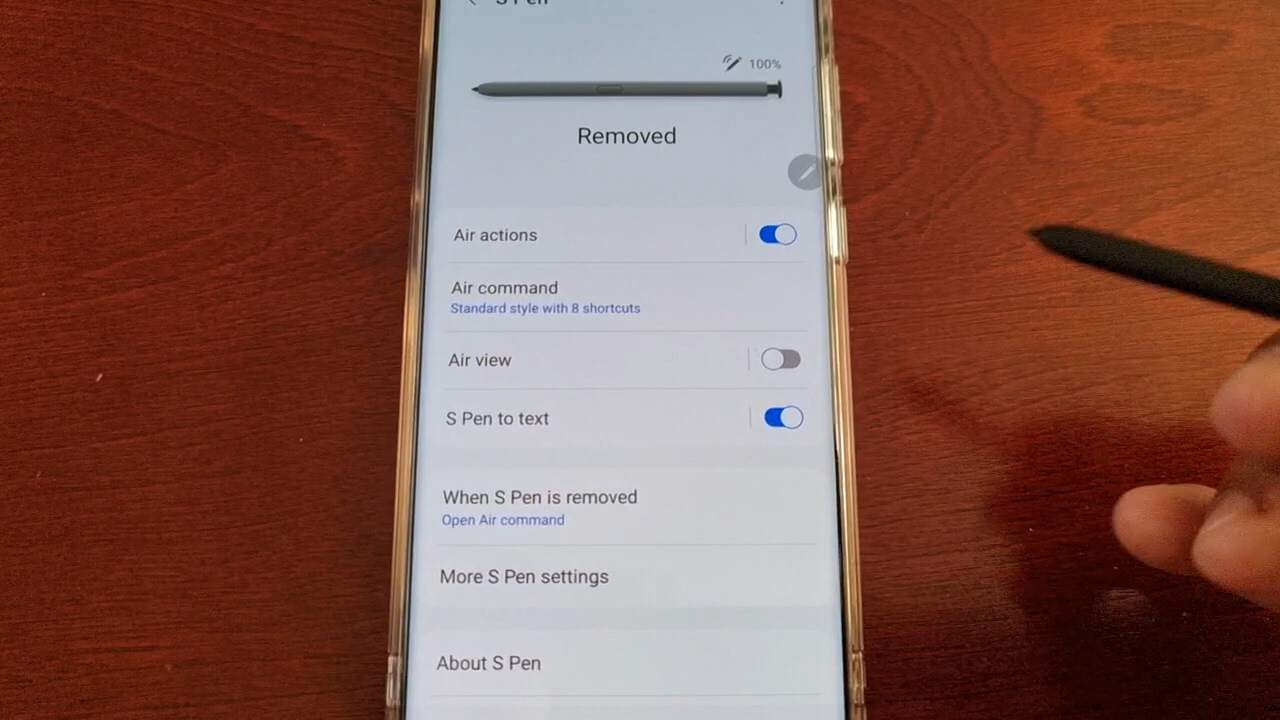 S Pen
100%
Removed
Air actions
Air command
Standard style with 8 shortcuts
Air view
S Pen to text
When S Pen is removed
Open Air command
More S Pen settings
About S Pen